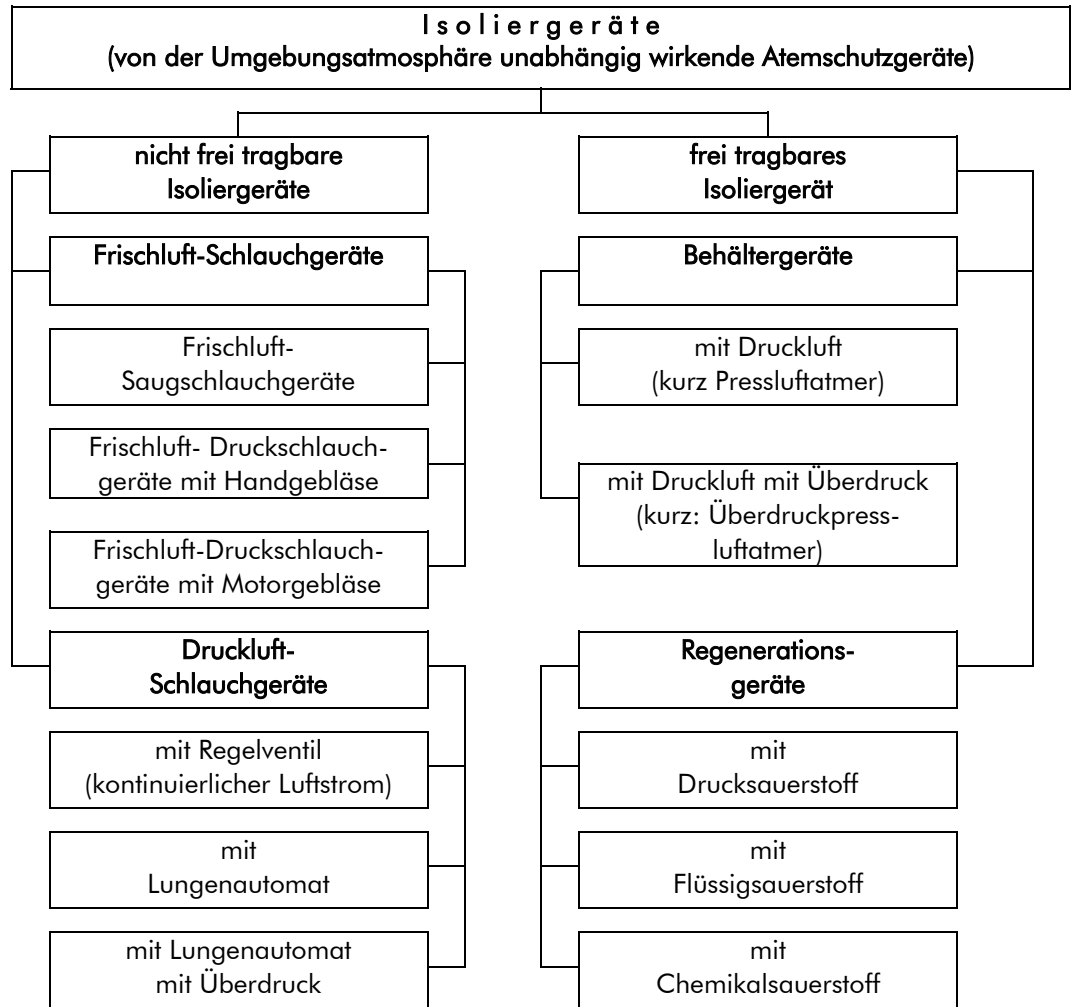 Isoliergeräte
(von der Umgebungsatmosphäre unabhängig wirkende Atemschutzgeräte)
nicht frei tragbare
Isoliergeräte
Frischluft-Schlauchgeräte
Frischluft-
Saugschlauchgeräte
Frischluft- Druckschlauch-
geräte mit Handgebläse
Frischluft-Druckschlauch-
geräte mit Motorgebläse
Druckluft-
Schlauchgeräte
mit Regelventil
(kontinuierlicher Luftstrom)
mit
Lungenautomat
mit Lungenautomat
mit Überdruck
frei tragbares
Isoliergerät
Behältergeräte
mit Druckluft
(kurz Pressluftatmer)
mit Druckluft mit Überdruck
(kurz: Überdruckpress-
luftatmer)
Regenerations-
geräte
mit
Drucksauerstoff
mit
Flüssigsauerstoff
mit
Chemikalsauerstoff